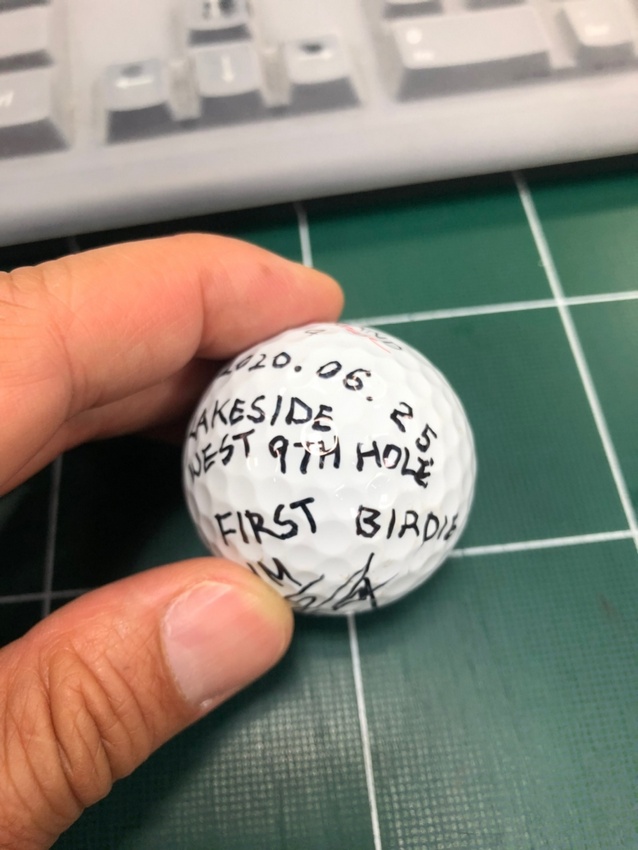 2020.06.25
LAKESIDE
WEST 9TH HOLE
FIRST BIRDIE